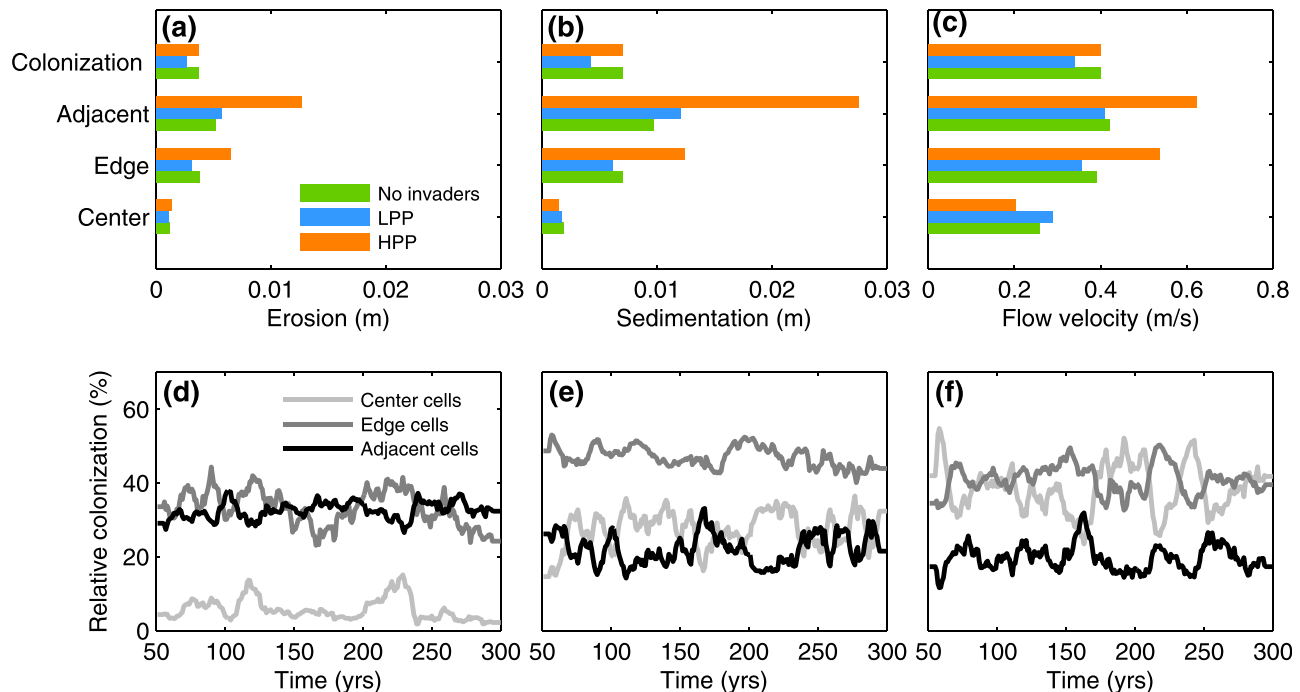 (a)
(b)
(c)
Colonization
Adjacent
Edge
Center
No invaders
LPP
HPP
0 0.01 0.02 0.03
0 0.01 0.02 0.03
0 0.2 0.4 0.6 0.8
Erosion (m)
Sedimentation (m)
Flow velocity (m/s)
Relative colonization (%)
60
40
20
0
(d)
Center cells
Edge cells
Adjacent cells
(e)
(f)
50 100 150 200 250 300
50 100 150 200 250 300
50 100 150 200 250 300
Time (yrs)
Time (yrs)
Time (yrs)